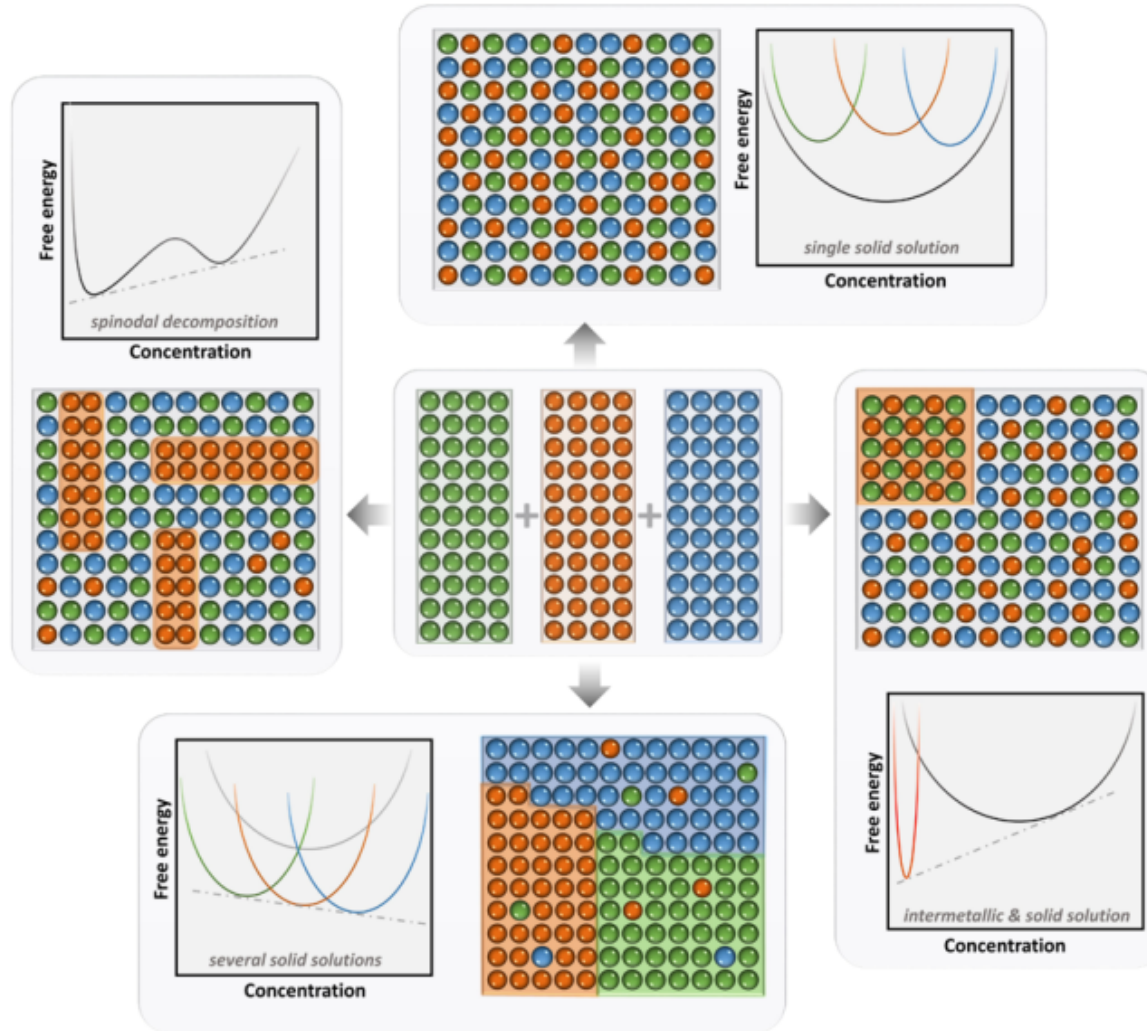 Free energy
single solid solution
Concentration
Free energy
spinodal decomposition
Concentration
+
+
Free energy
several solid solutions
Concentration
Free energy
intermetallic & solid solution
Concentration